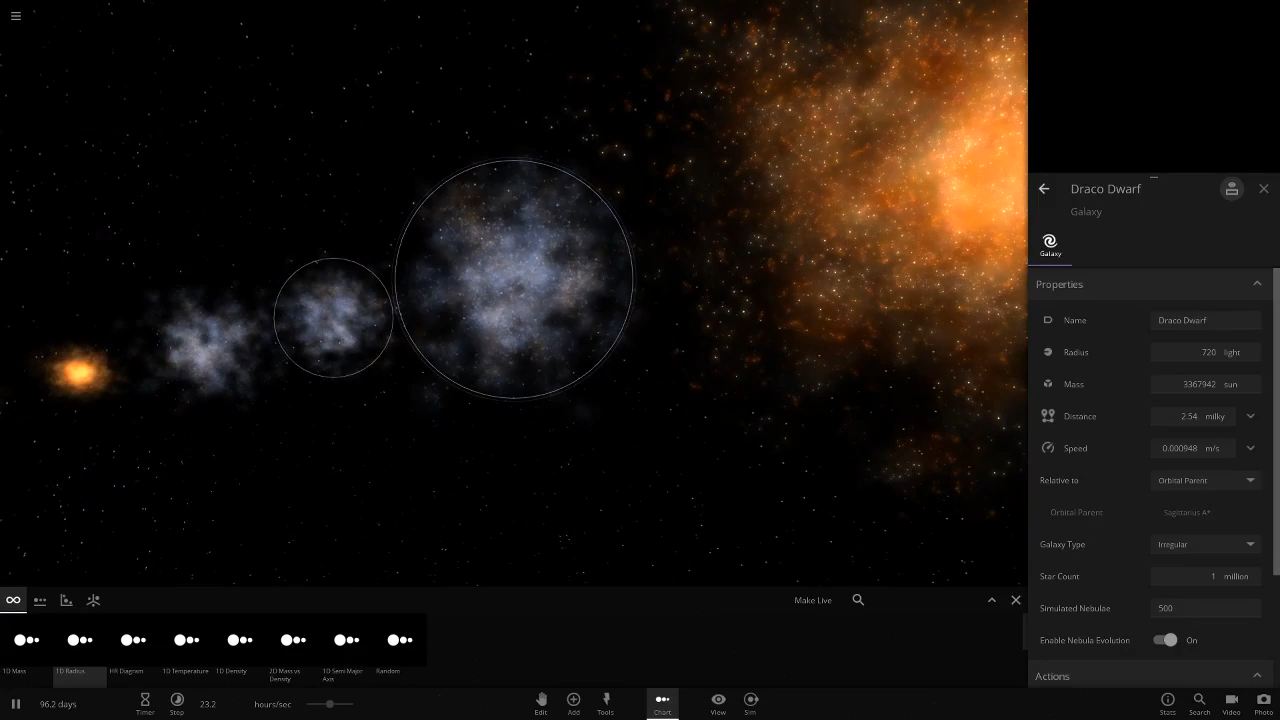 Draco Dwarf
Galaxy
Galaxy
Properties
Name Draco Dwarf
Radius 720 light
Mass 3367942 sun
Distance 2.54 milky
Speed 0.000948 m/s
Relative to Orbital Parent
Orbital Parent Sagittarius A*
Galaxy Type Irregular
Star Count 1 million
Simulated Nebulae 500
Enable Nebula Evolution On
Actions
Make Live
1D Mass 1D Radius HR Diagram 1D Temperature 1D Density 2D Mass vs Density 1D Semi Major Axis Random
96.2 days Timer Step 23.2 hours/sec Edit Add Tools Chart View Sim Stats Search Video Photo